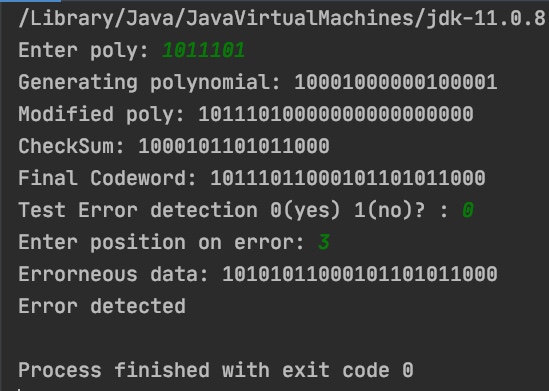 /Library/Java/JavaVirtualMachines/jdk-11.0.8
Enter poly: 1011101
Generating polynomial: 10001000000100001
Modified poly: 10111010000000000000000
CheckSum: 1000101101011000
Final Codeword: 10111011000101101011000
Test Error detection 0(yes) 1(no)? : 0
Enter position on error: 3
Errorneous data: 10101011000101101011000
Error detected
Process finished with exit code 0